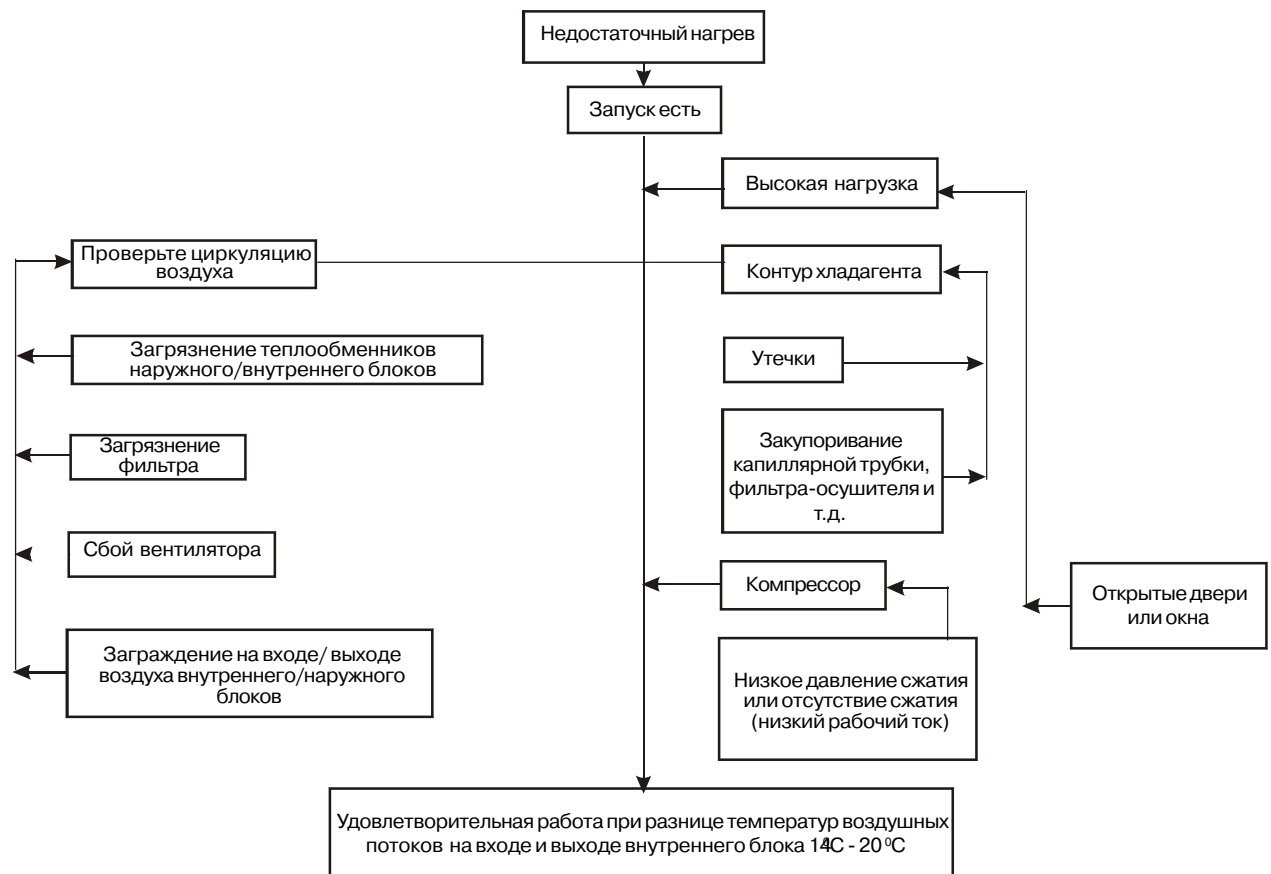 Недостаточный нагрев
Запуск есть
Высокая нагрузка
Проверьте циркуляцию
воздуха
Контур хладагента
Загрязнение теплообменников
наружного/внутреннего блоков
Утечки
Загрязнение
фильтра
Закупоривание
капиллярной трубки,
фильтра-осушителя и
т.д.
Сбой вентилятора
Компрессор
Открытые двери
или окна
Заграждение на входе/ выходе
воздуха внутреннего/наружного
блоков
Низкое давление сжатия
или отсутствие сжатия
(низкий рабочий ток)
Удовлетворительная работа при разнице температур воздушных
потоков на входе и выходе внутреннего блока - 20 ⁰C